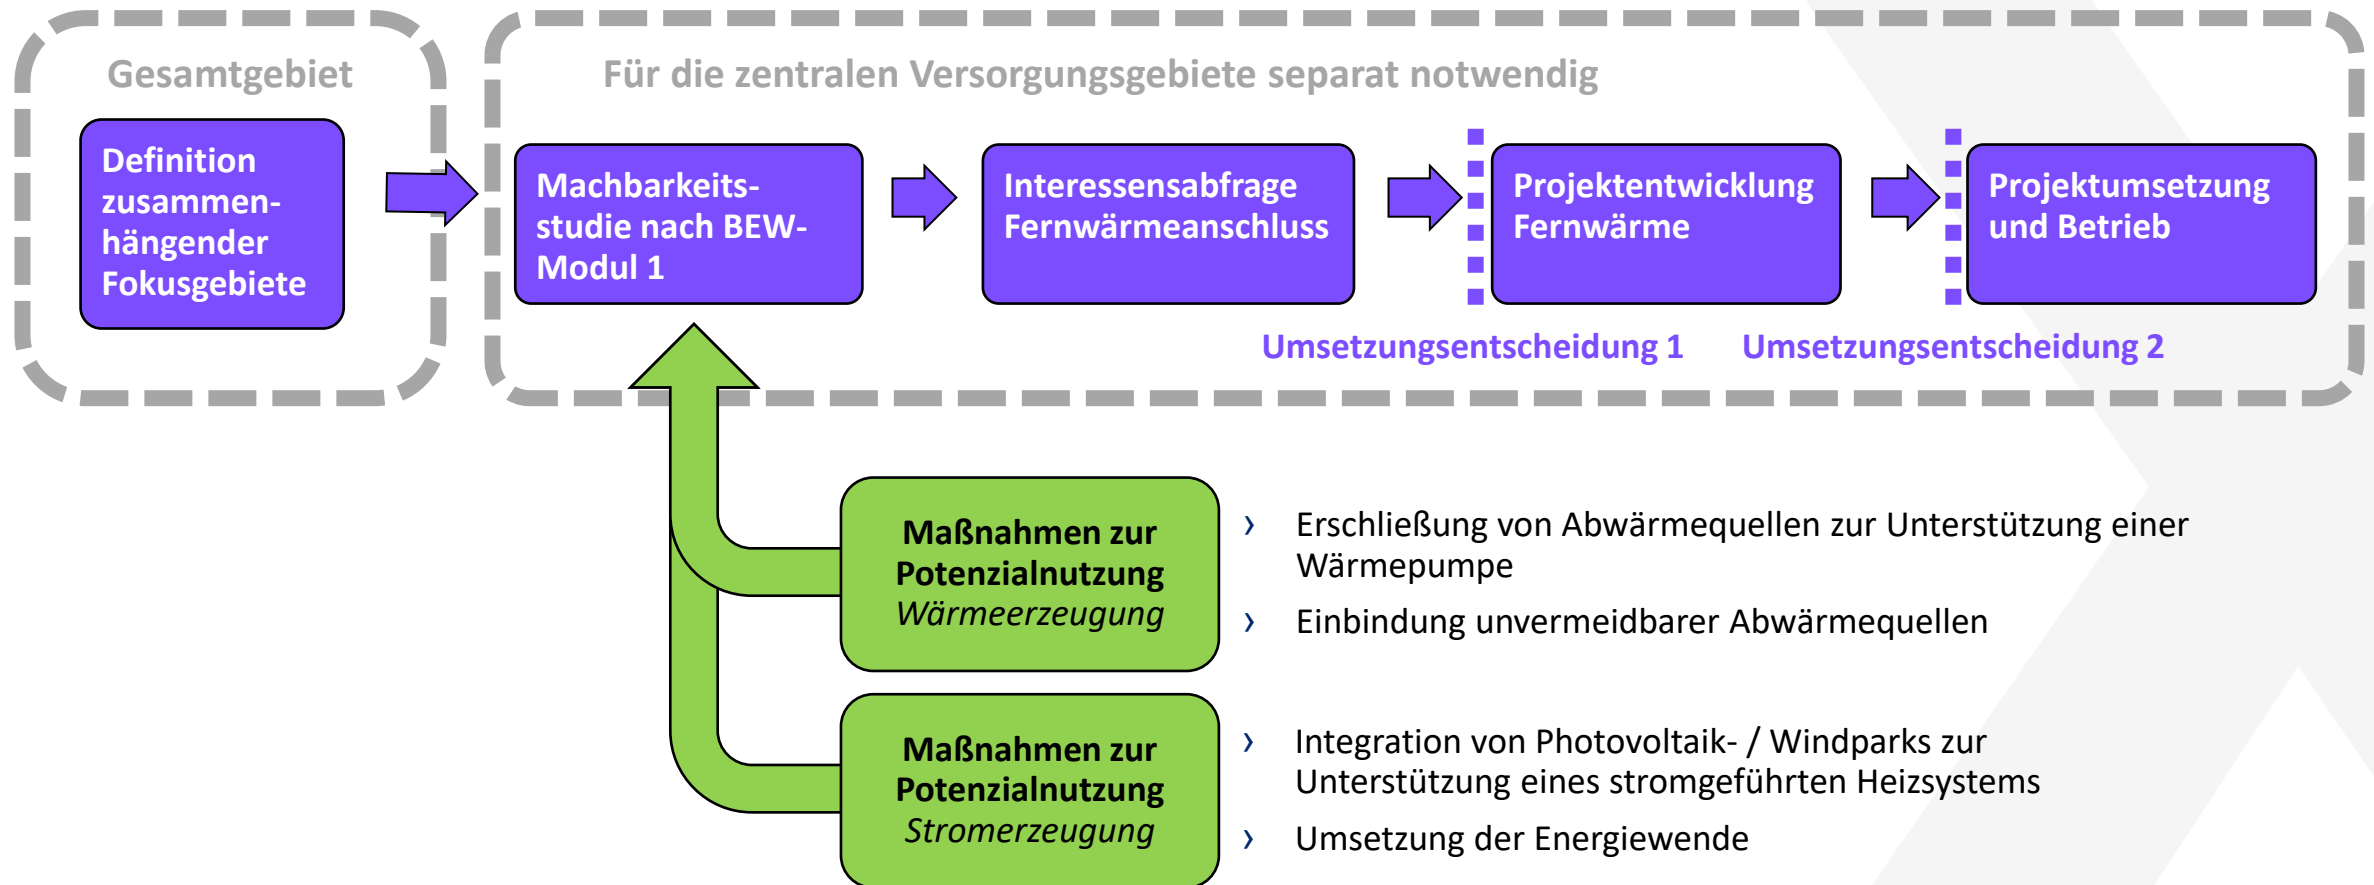 Gesamtgebiet
Für die zentralen Versorgungsgebiete separat notwendig
Definition
zusammen-
hängender
Fokusgebiete
Machbarkeits-
studie nach BEW-
Modul 1
Interessensabfrage
Fernwärmeanschluss
Projektentwicklung
Fernwärme
Projektumsetzung
und Betrieb
Umsetzungsentscheidung 1
Umsetzungsentscheidung 2
Maßnahmen zur
Potenzialnutzung
Wärmeerzeugung
› Erschließung von Abwärmequellen zur Unterstützung einer
Wärmepumpe
› Einbindung unvermeidbarer Abwärmequellen
Maßnahmen zur
Potenzialnutzung
Stromerzeugung
› Integration von Photovoltaik- / Windparks zur
Unterstützung eines stromgeführten Heizsystems
› Umsetzung der Energiewende